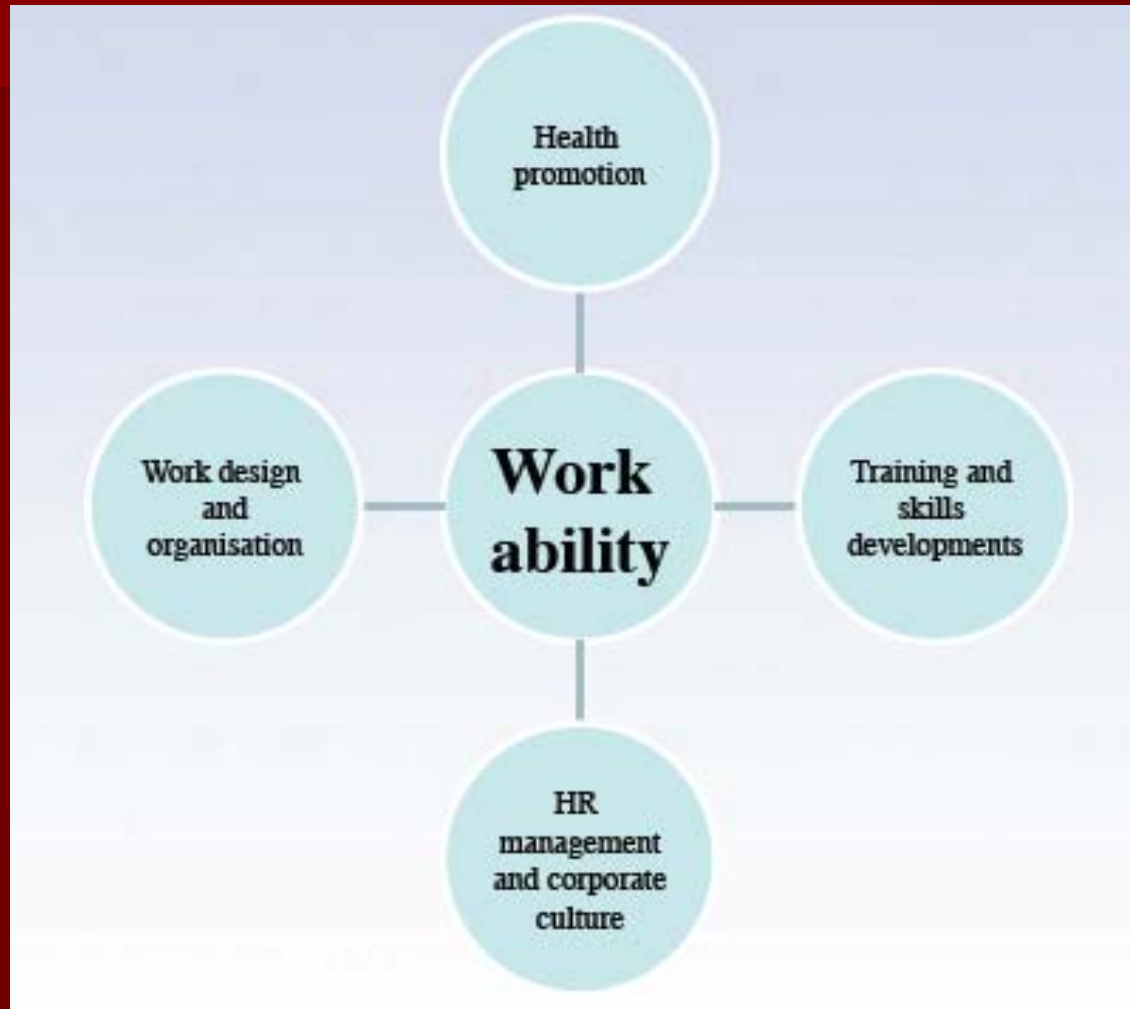 Health
promotion
Work design
and
organisation
Work
ability
Training and
skills
developments
HR
management
and corporate
culture